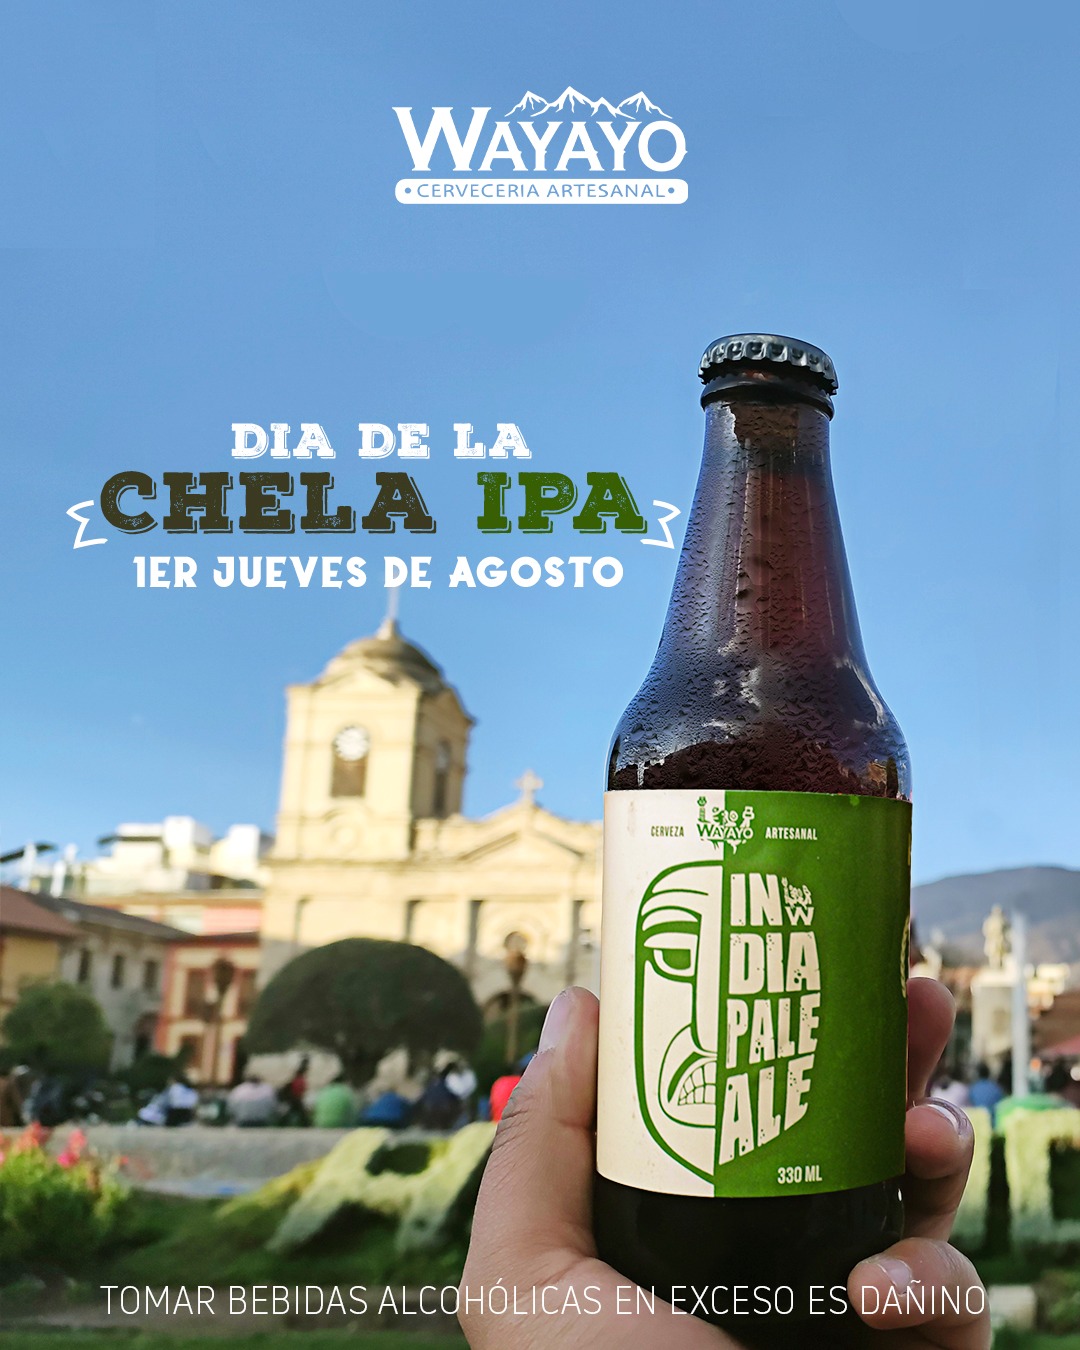 WAYAYO
• CERVECERIA ARTESANAL •
DIA DE LA
CHELA IPA
1ER JUEVES DE AGOSTO
CERVEZA WAYAYO ARTESANAL
IN
W
DIA
PALE
ALE
330 ML
TOMAR BEBIDAS ALCOHÓLICAS EN EXCESO ES DAÑINO